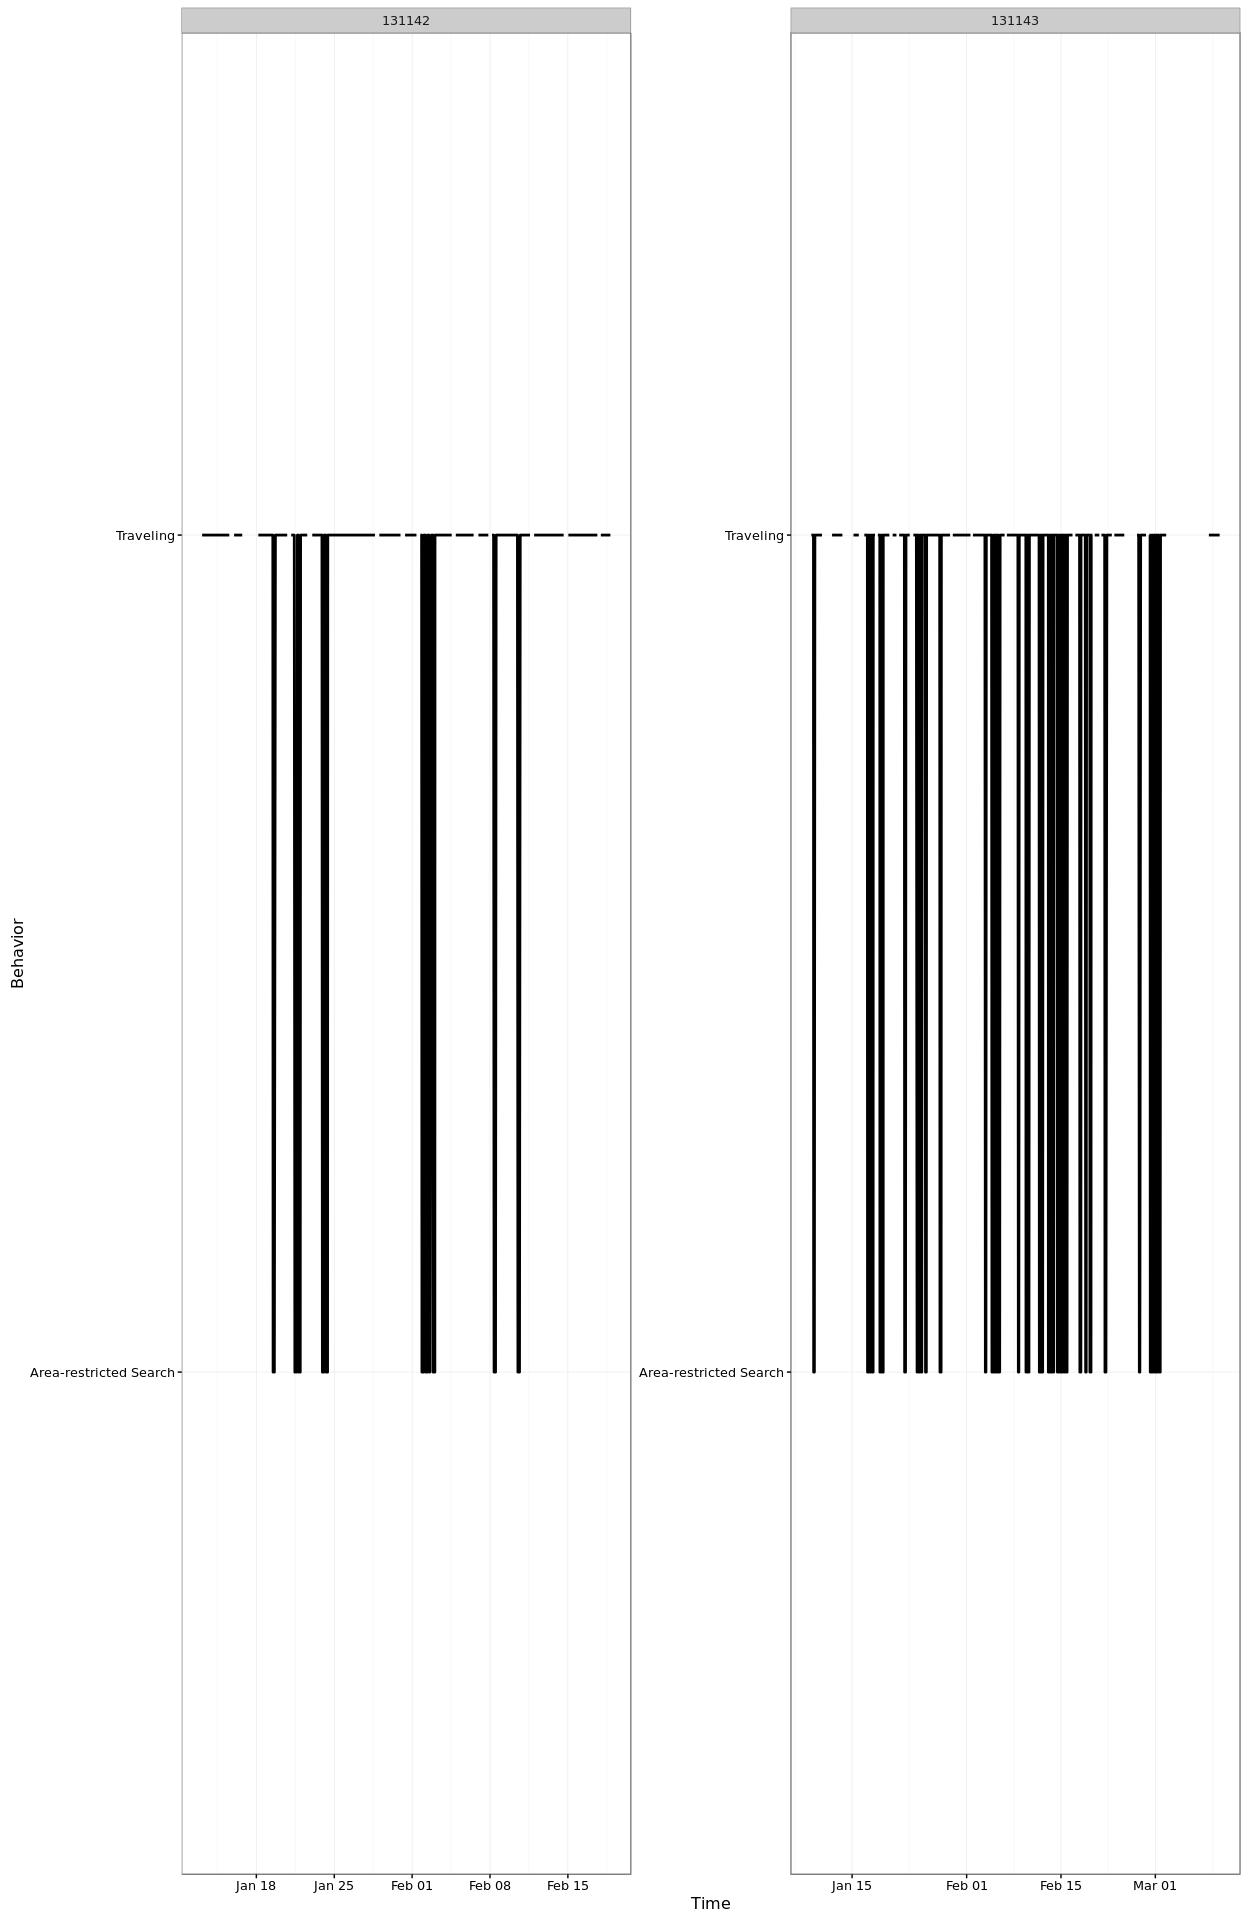 131142
131143
Traveling
Traveling
Behavior
Area-restricted Search
Area-restricted Search
Jan 18
Jan 25
Feb 01
Feb 08
Feb 15
Jan 15
Feb 01
Feb 15
Mar 01
Time